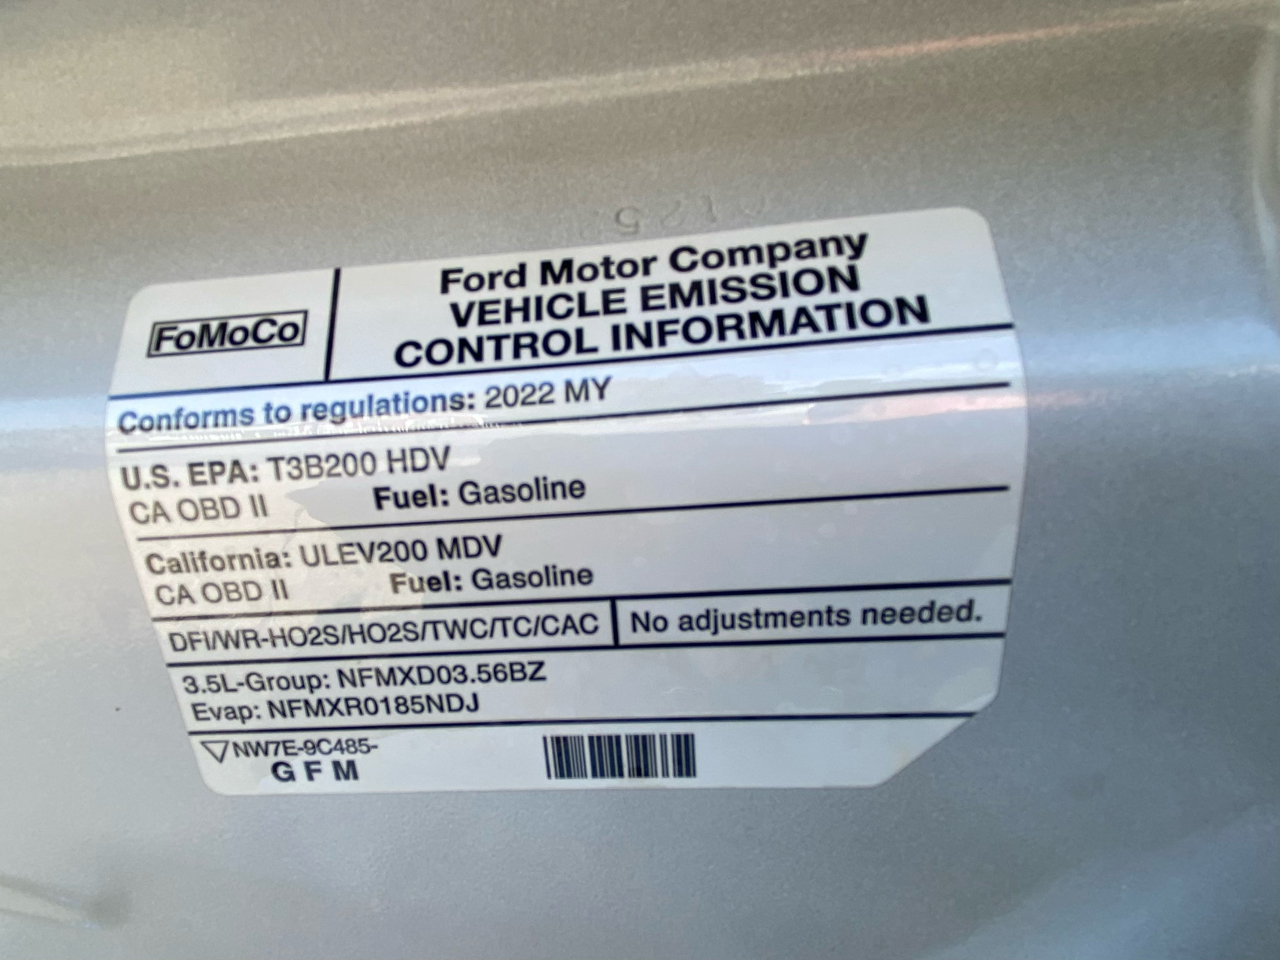 FoMoCo
Ford Motor Company
VEHICLE EMISSION
CONTROL INFORMATION
Conforms to regulations: 2022 MY
U.S. EPA: T3B200 HDV
CA OBD II Fuel: Gasoline
California: ULEV200 MDV
CA OBD II Fuel: Gasoline
DFI/WR-HO2S/HO2S/TWC/TC/CAC No adjustments needed.
3.5L-Group: NFMXD03.56BZ
Evap: NFMXR0185NDJ
NW7E-9C485-
G F M